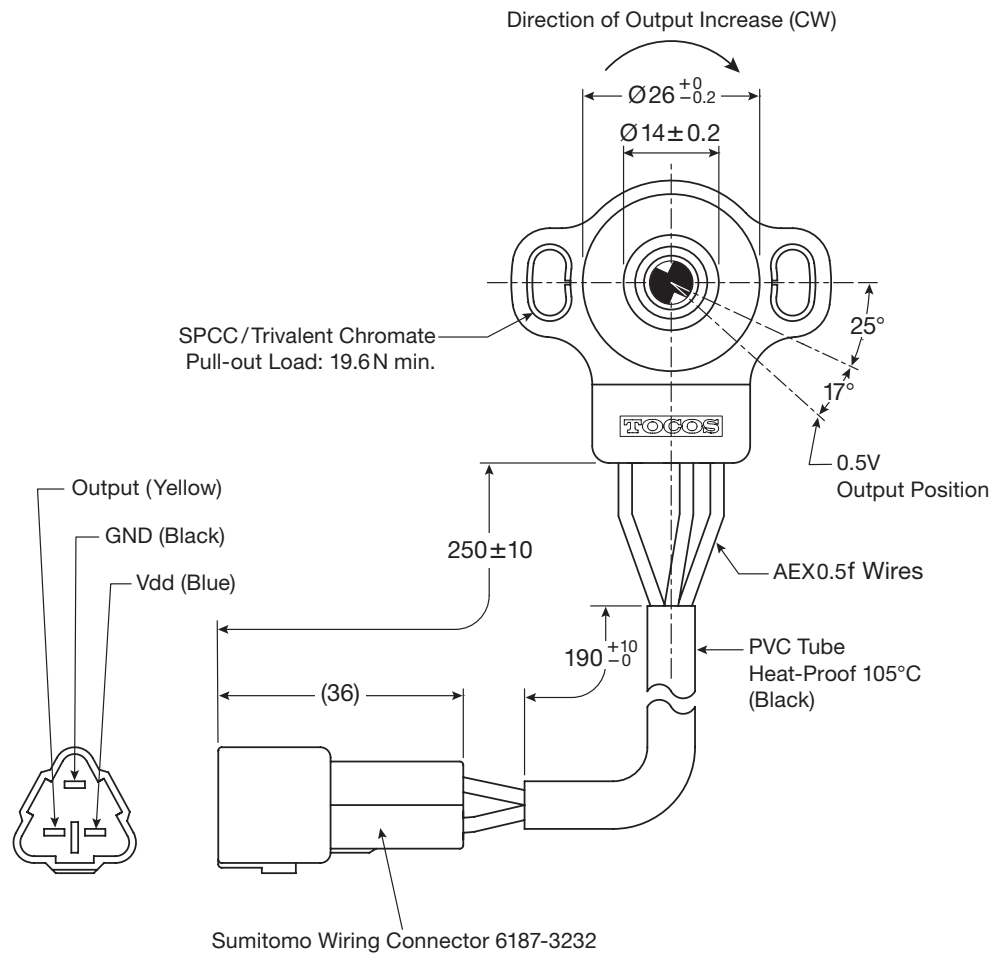 Direction of Output Increase (CW)
Ø26 +0 −0.2
Ø14±0.2
SPCC/Trivalent Chromate
Pull-out Load: 19.6N min.
25°
17°
TOCOS
0.5V
Output Position
Output (Yellow)
GND (Black)
Vdd (Blue)
250±10
AEX0.5f Wires
190 +10 −0
PVC Tube
Heat-Proof 105°C
(Black)
(36)
Sumitomo Wiring Connector 6187-3232